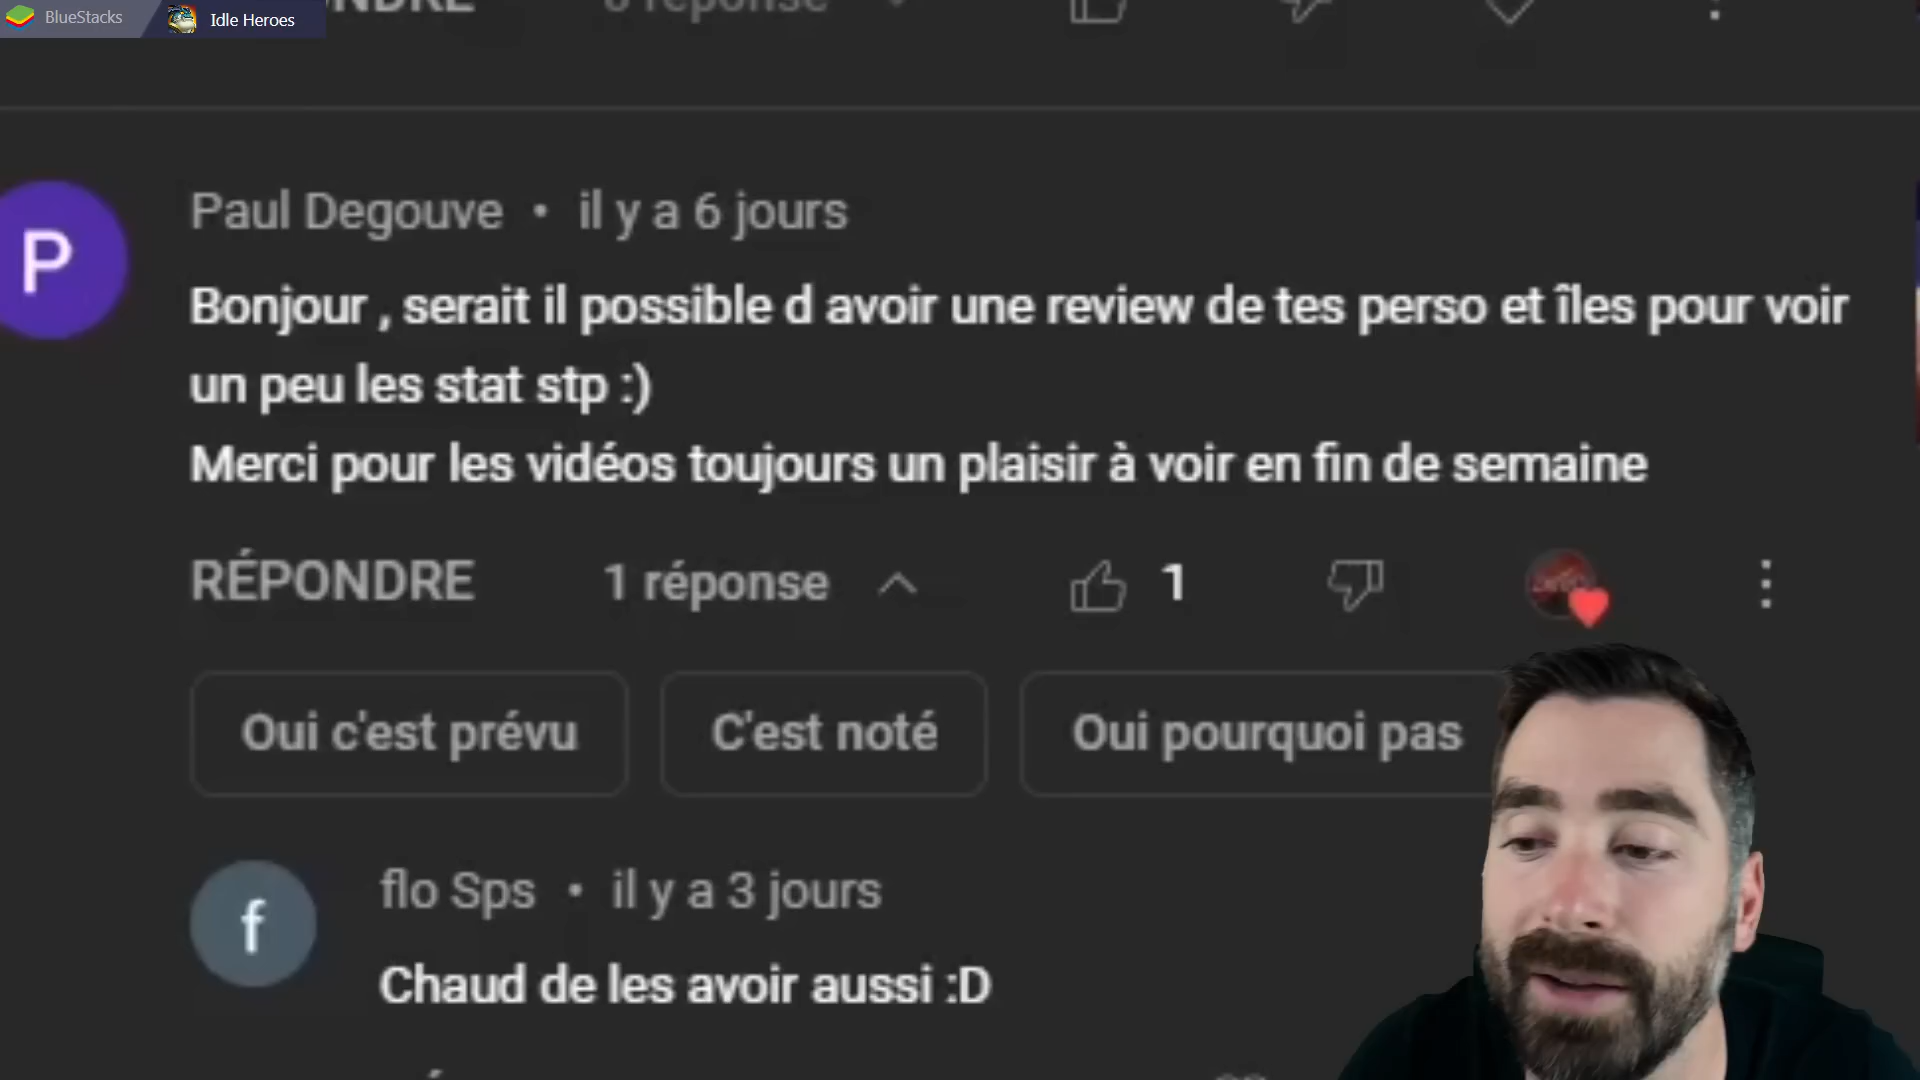 BlueStacks
Idle Heroes
Paul Degouve • il y a 6 jours
P
Bonjour , serait il possible d avoir une review de tes perso et îles pour voir
un peu les stat stp :)
Merci pour les vidéos toujours un plaisir à voir en fin de semaine
RÉPONDRE 1 réponse 1
Oui c'est prévu C'est noté Oui pourquoi pas
f
flo Sps • il y a 3 jours
Chaud de les avoir aussi :D